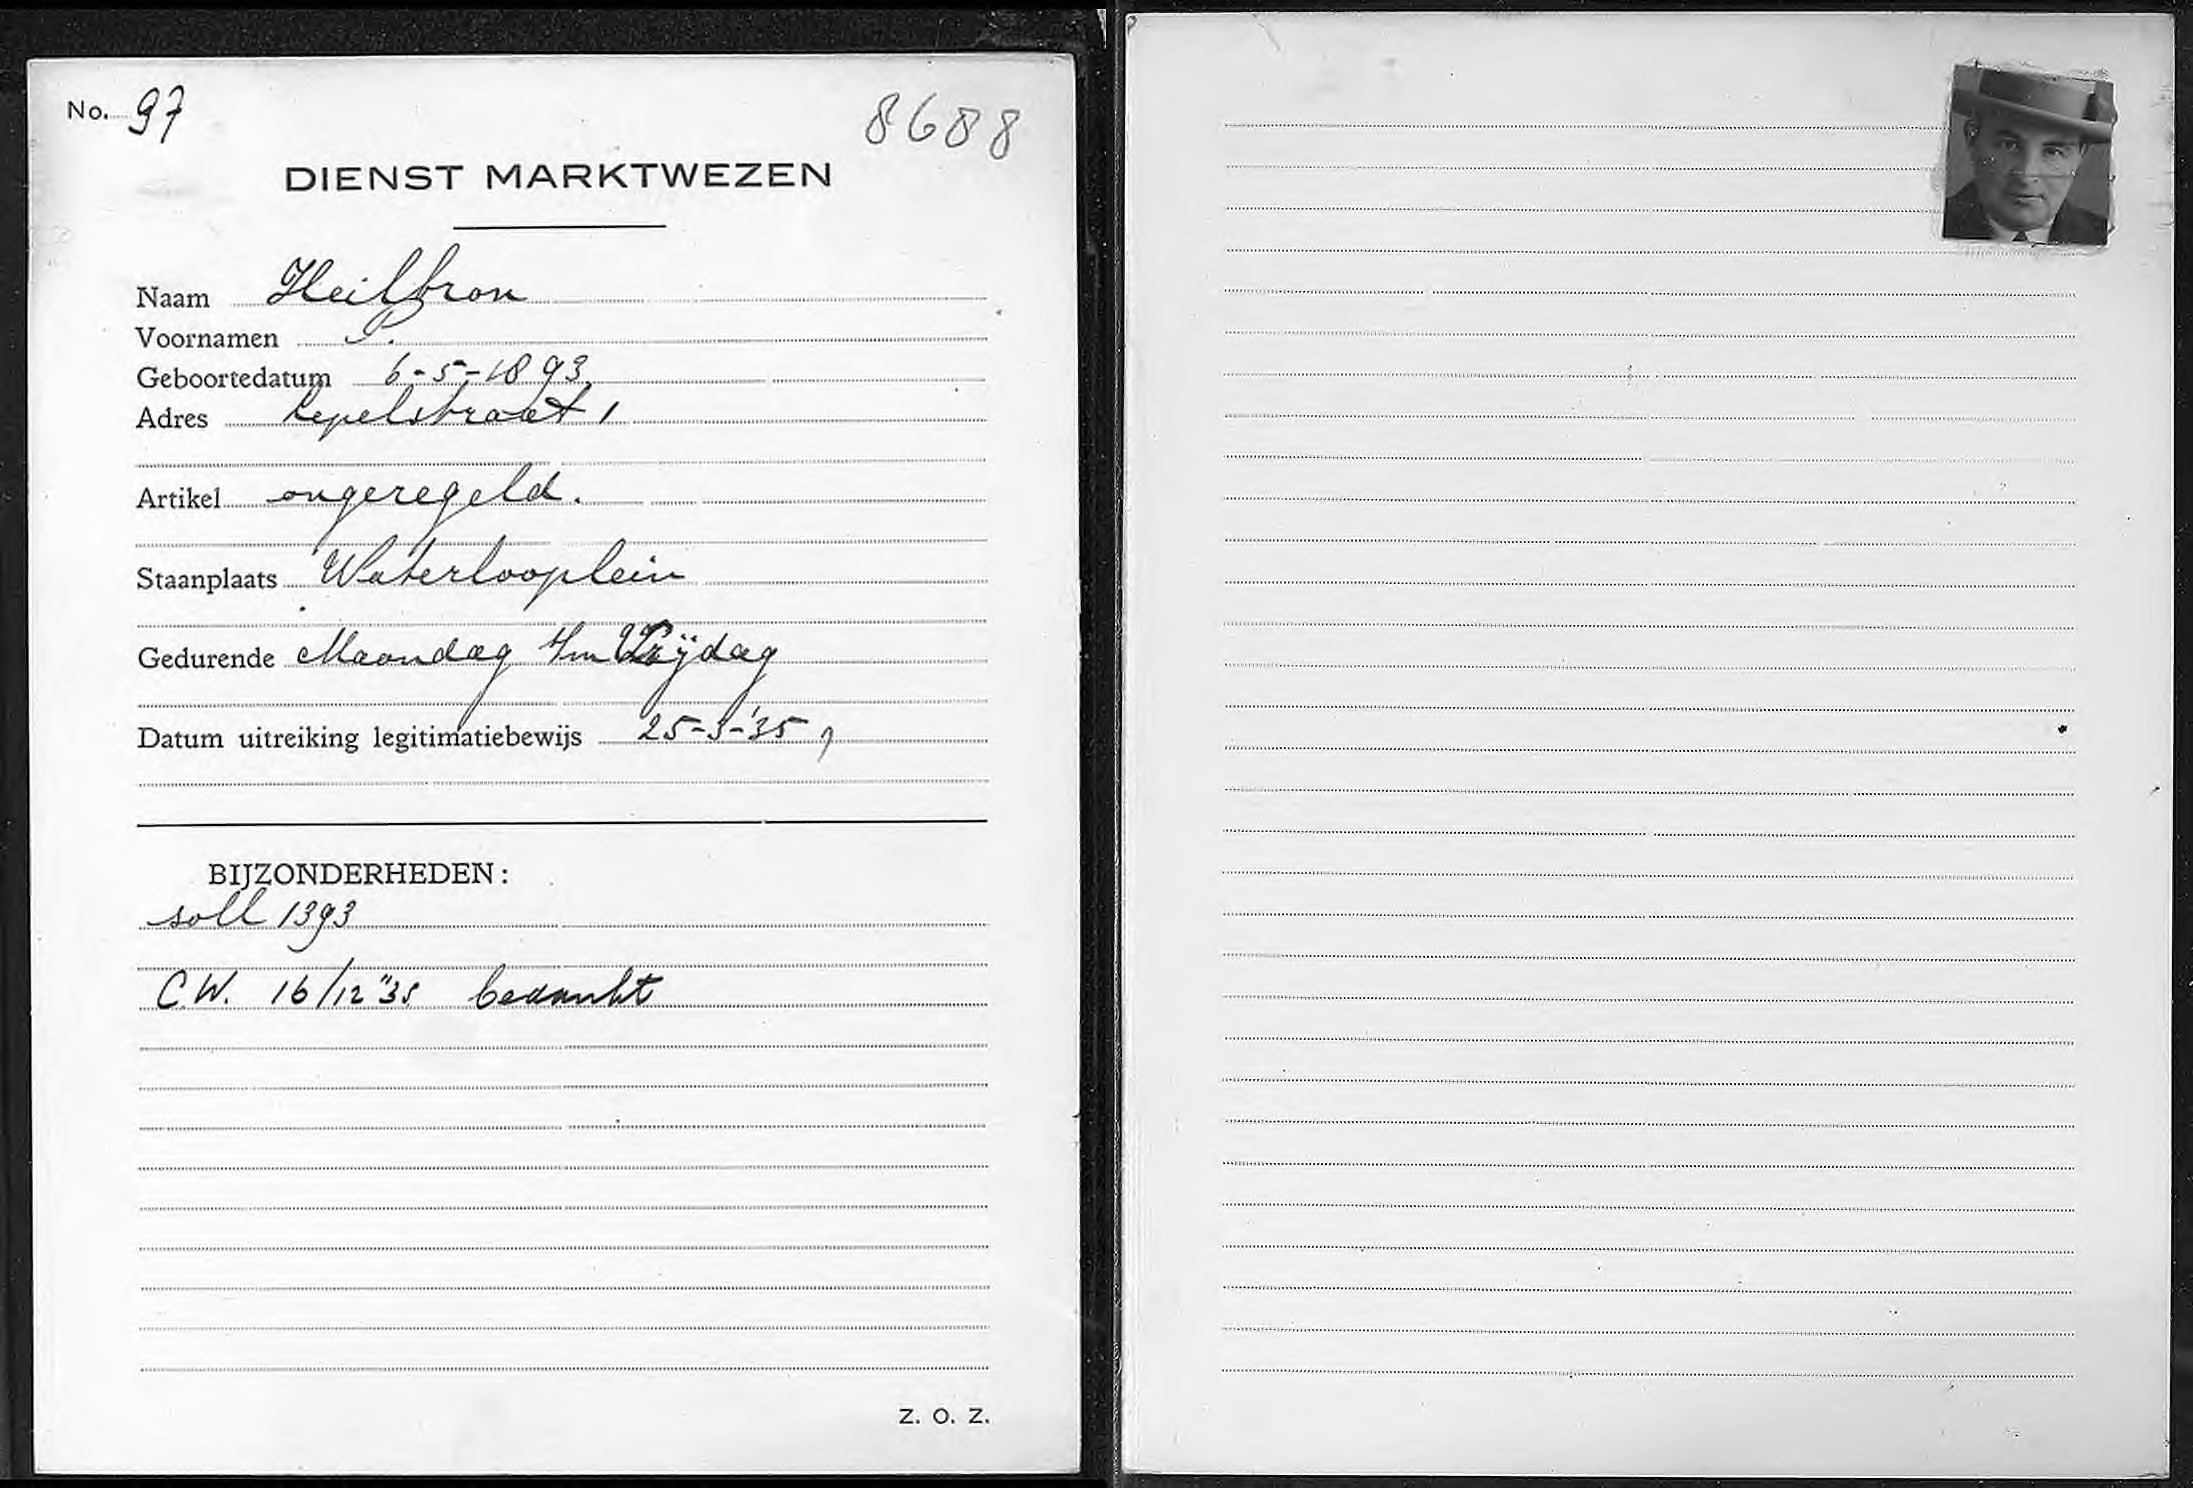 No. 97
8688
DIENST MARKTWEZEN
Naam Heilbron
Voornamen P.
Geboortedatum 6-5-1893
Adres Lepelstraat 1
Artikel ongeregeld.
Staanplaats Waterlooplein
Gedurende Maandag t/m Vrijdag
Datum uitreiking legitimatiebewijs 25-3-'35
BIJZONDERHEDEN:
soll 1393
C.W. 16/12 "35 bedankt
Z. O. Z.